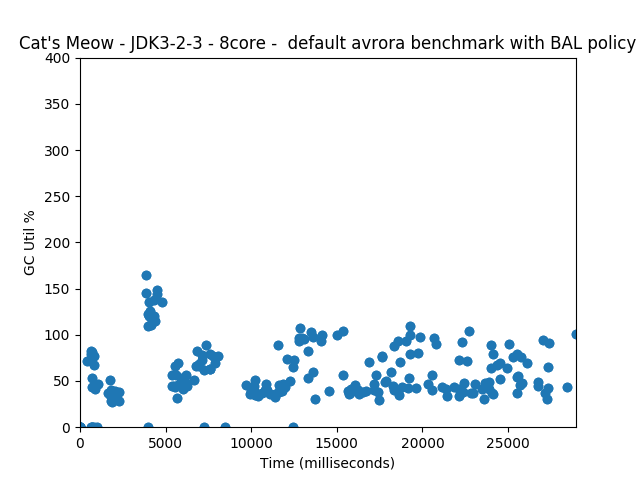 Cat's Meow - JDK3-2-3 - 8core -  default avrora benchmark with BAL policy
400
350
300
250
200
150
100
50
0
GC Util %
0 5000 10000 15000 20000 25000
Time (milliseconds)